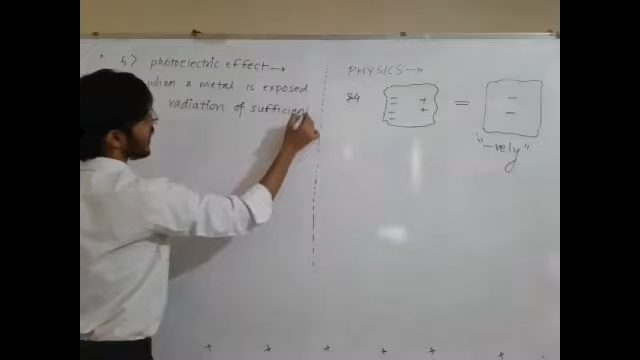 5) photoelectric effect →
when a metal is exposed
radiation of sufficien
PHYSICS →
= 
"-vely"